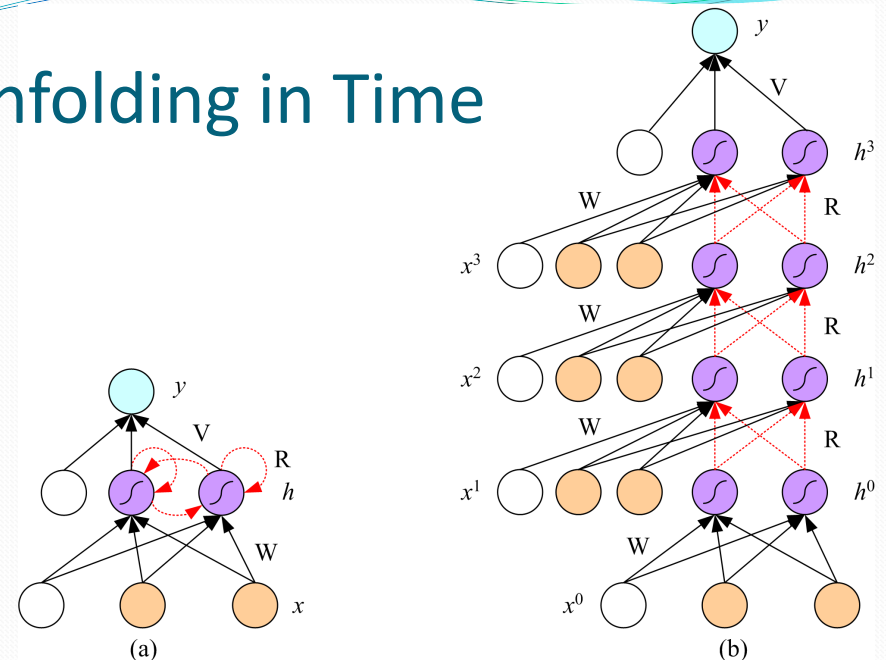 nfolding in Time
y
V
h³
W
R
x³
h²
W
R
x²
h¹
W
R
x¹
h⁰
W
x⁰
(b)
y
V
R
h
W
x
(a)